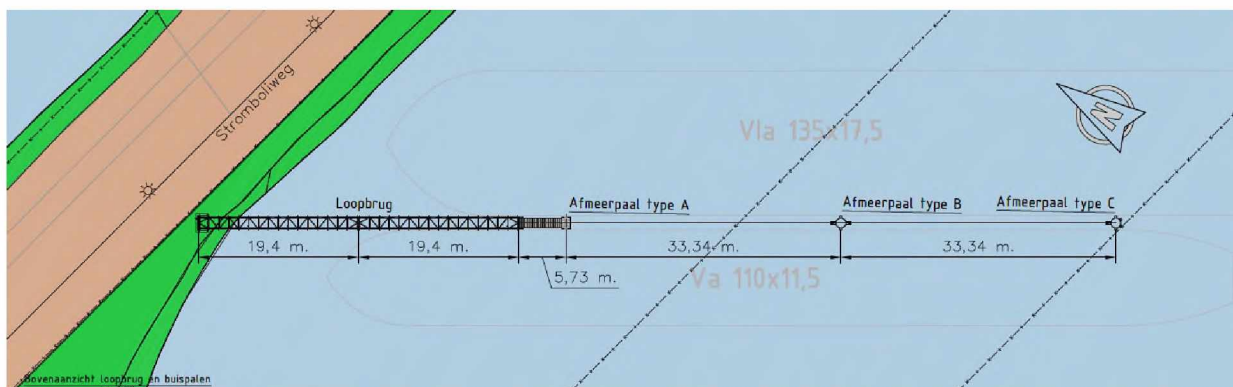 Stromboliweg
Vla 135x17,5
N
Loopbrug
Afmeerpaal type A
Afmeerpaal type B
Afmeerpaal type C
19,4 m.
19,4 m.
5,73 m.
33,34 m.
33,34 m.
Va 110x11,5
Bovenaanzicht loopbrug en buispalen